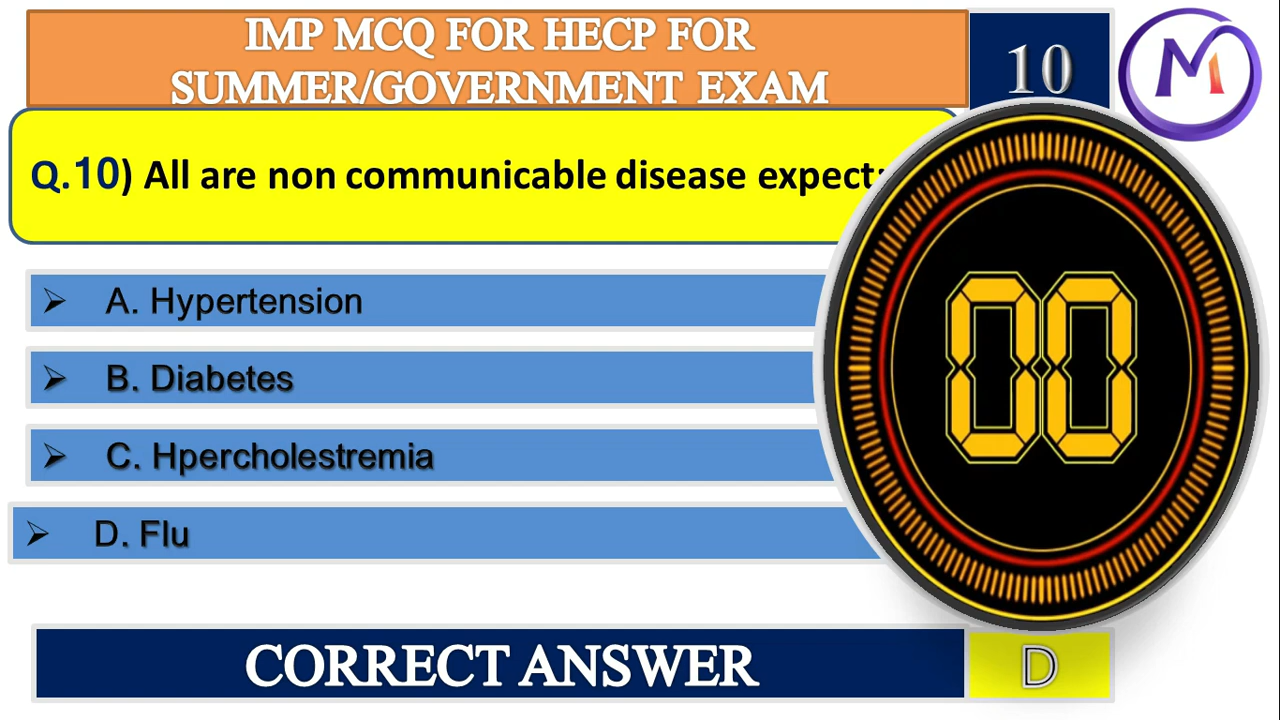 IMP MCQ FOR HECP FOR
SUMMER/GOVERNMENT EXAM
10
M
Q.10) All are non communicable disease expect:
A. Hypertension
B. Diabetes
C. Hpercholestremia
D. Flu
00
CORRECT ANSWER
D